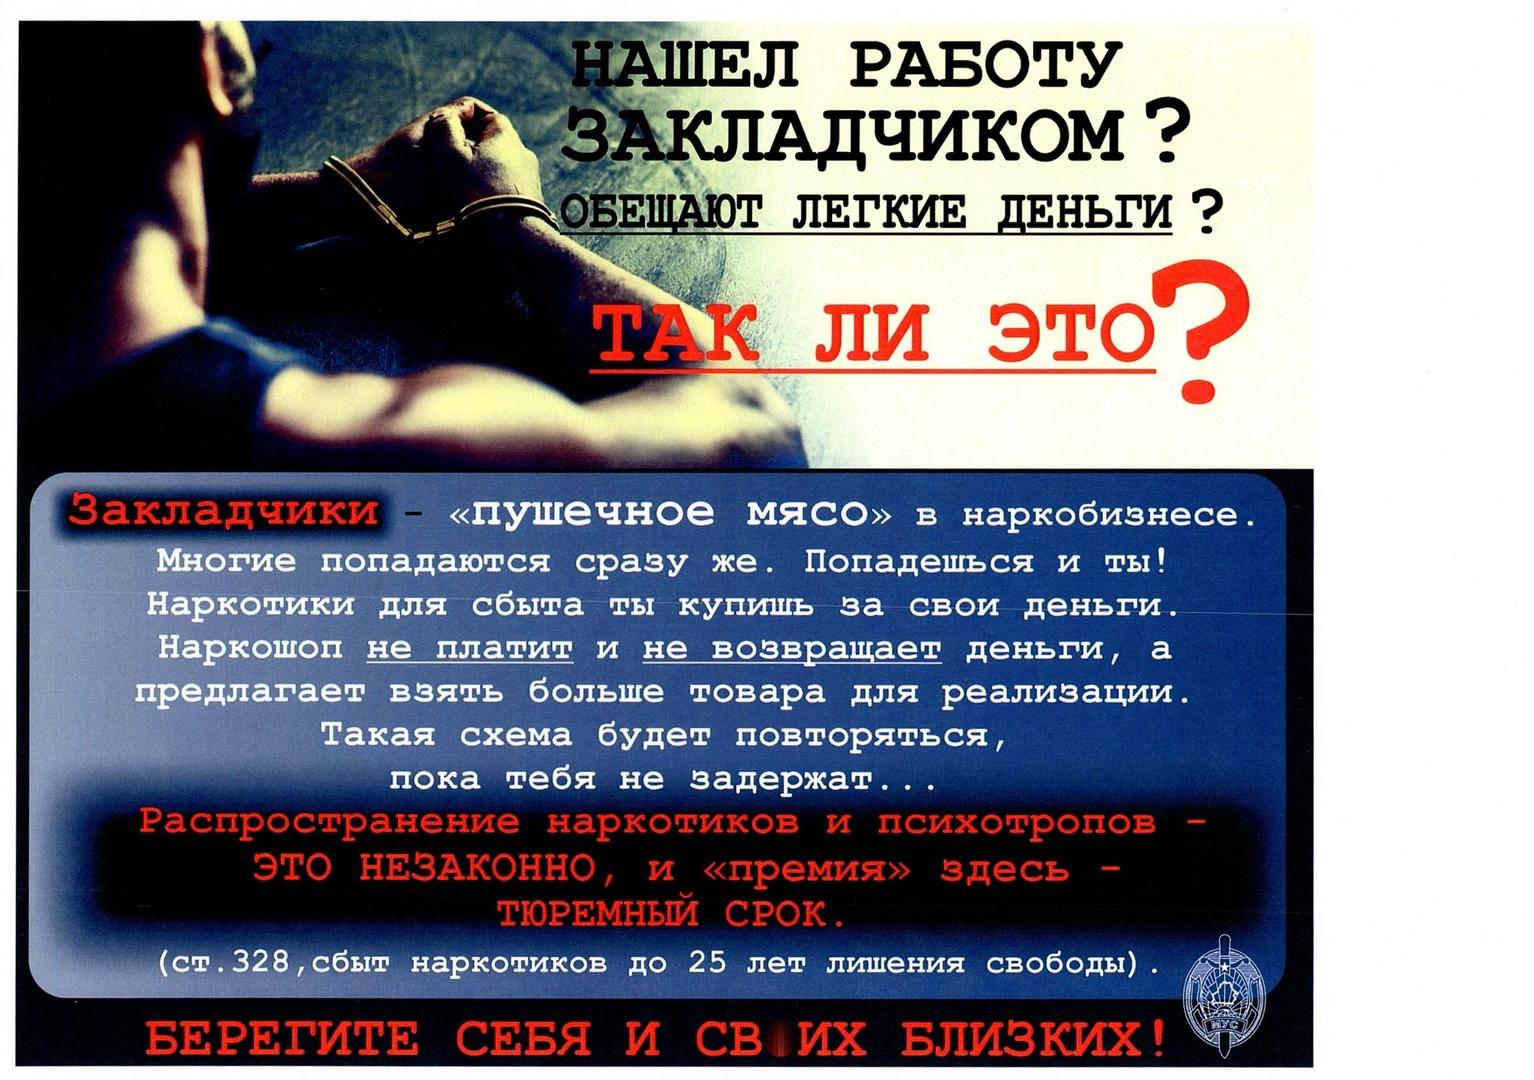 НАШЕЛ РАБОТУ
ЗАКЛАДЧИКОМ?
ОБЕЩАЮТ ЛЕГКИЕ ДЕНЬГИ?
ТАК ЛИ ЭТО?
Закладчики - «пушечное мясо» в наркобизнесе.
Многие попадаются сразу же. Попадешься и ты!
Наркотики для сбыта ты купишь за свои деньги.
Наркошоп не платит и не возвращает деньги, а
предлагает взять больше товара для реализации.
Такая схема будет повторяться,
пока тебя не задержат...
Распространение наркотиков и психотропов –
ЭТО НЕЗАКОННО, и «премия» здесь –
ТЮРЕМНЫЙ СРОК.
(ст.328,сбыт наркотиков до 25 лет лишения свободы).
МУС
БЕРЕГИТЕ СЕБЯ И БЛИЗКИХ!